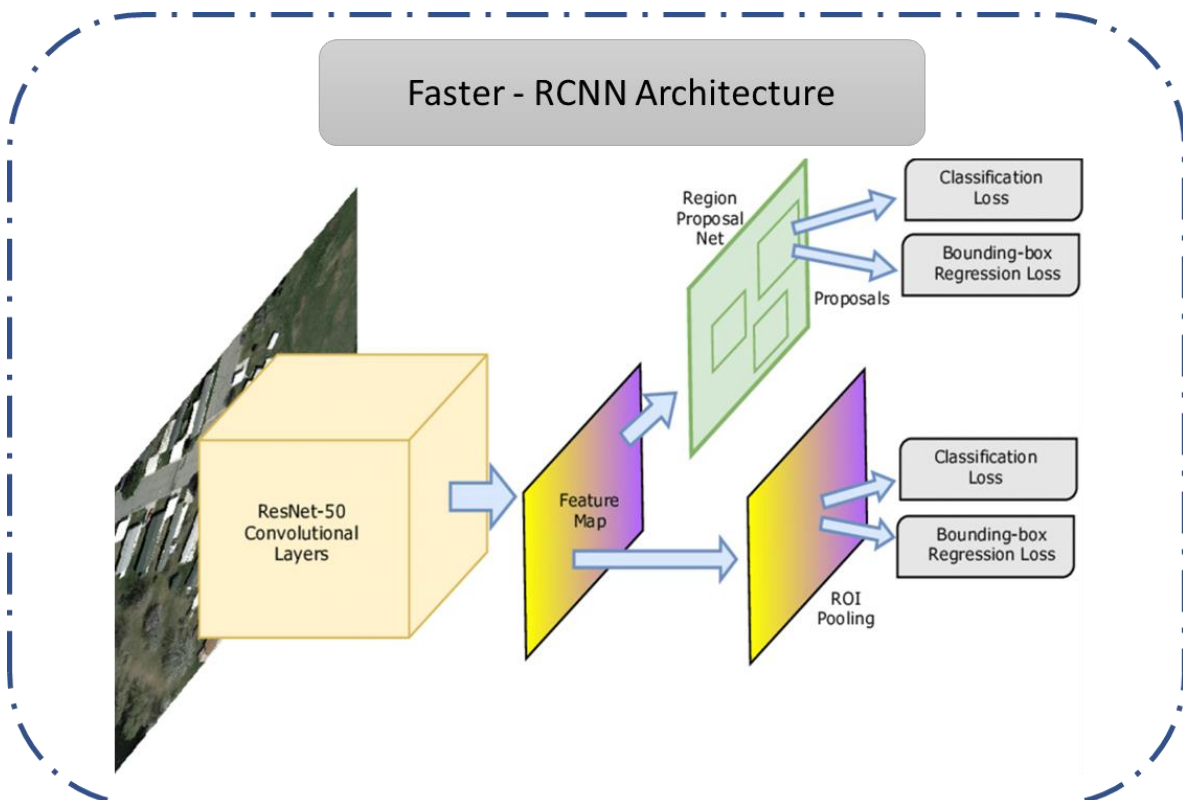 Faster - RCNN Architecture
Region
Proposal
Net
Classification
Loss
Bounding-box
Regression Loss
Proposals
ResNet-50
Convolutional
Layers
Feature
Map
Classification
Loss
Bounding-box
Regression Loss
ROI
Pooling